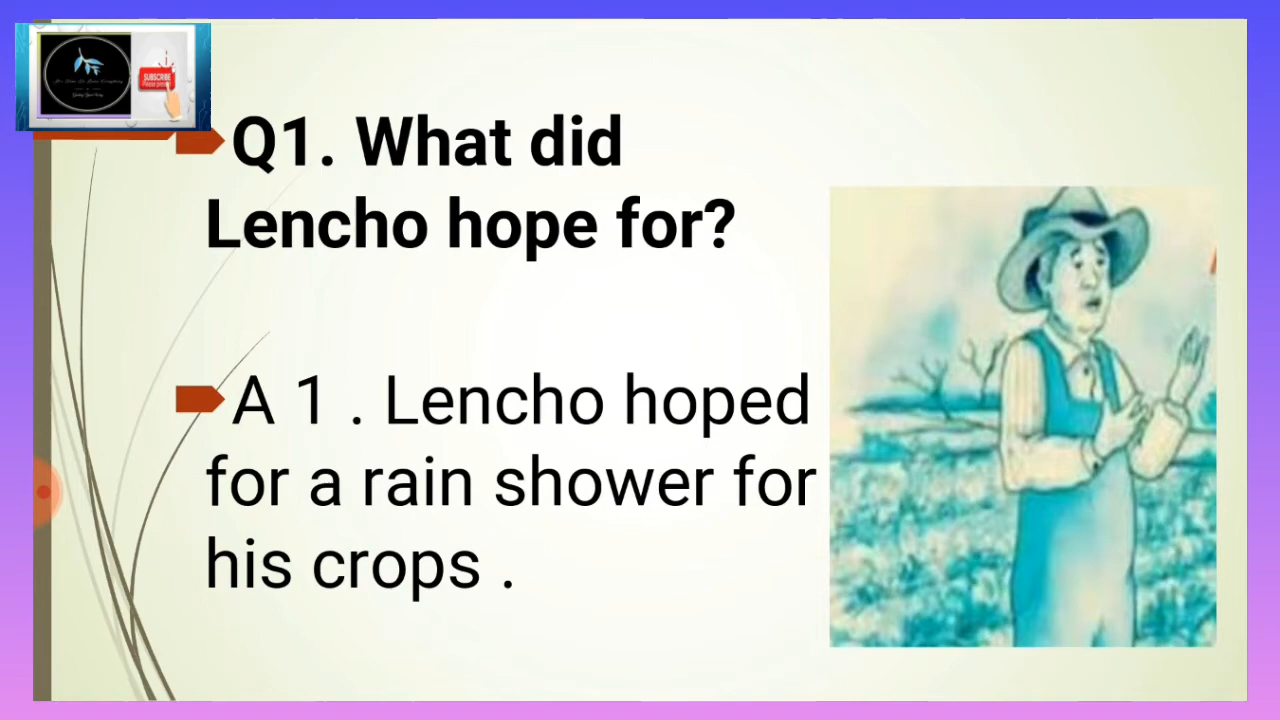 SUBSCRIBE
Q1. What did
Lencho hope for?
A 1 . Lencho hoped
for a rain shower for
his crops .